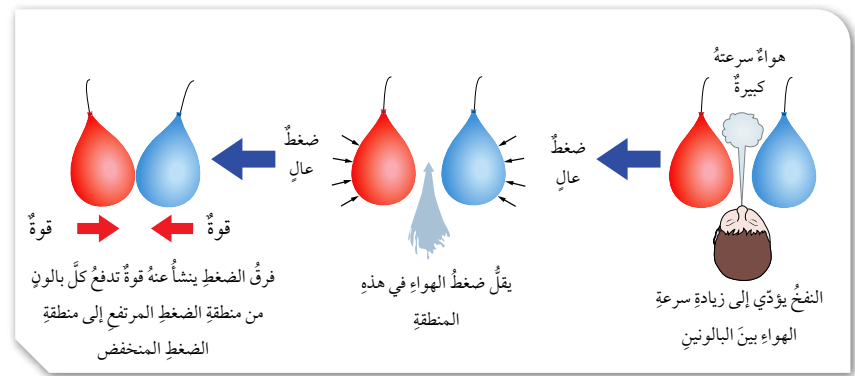 هواءٌ سرعتهُ
كبيرةٌ
النفخُ يؤدّي إلى زيادةِ سرعةِ
الهواءِ بينَ البالونينِ
ضغطٌ
عالٍ
يقلُّ ضغطُ الهواءِ في هذهِ
المنطقةِ
ضغطٌ
عالٍ
قوةٌ
قوةٌ
فرقُ الضغطِ ينشأُ عنهُ قوةٌ تدفعُ كلَّ بالونٍ
من منطقةِ الضغطِ المرتفعِ إلى منطقةِ
الضغطِ المنخفض